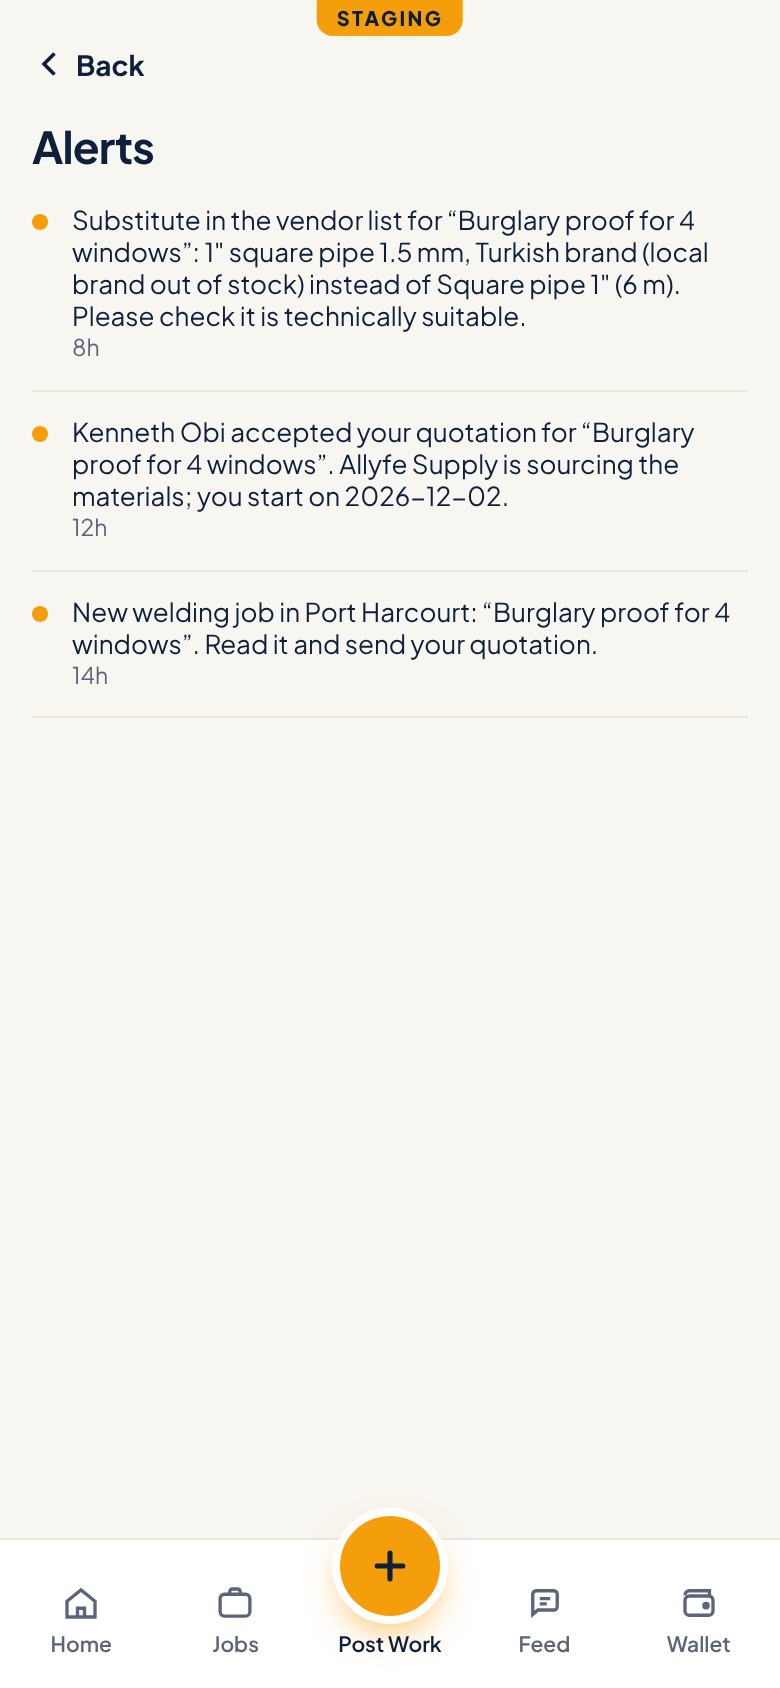 STAGING
Back
Alerts
Substitute in the vendor list for “Burglary proof for 4
windows”: 1" square pipe 1.5 mm, Turkish brand (local
brand out of stock) instead of Square pipe 1" (6 m).
Please check it is technically suitable.
8h
Kenneth Obi accepted your quotation for “Burglary
proof for 4 windows”. Allyfe Supply is sourcing the
materials; you start on 2026-12-02.
12h
New welding job in Port Harcourt: “Burglary proof for 4
windows”. Read it and send your quotation.
14h
Home
Jobs
Post Work
Feed
Wallet